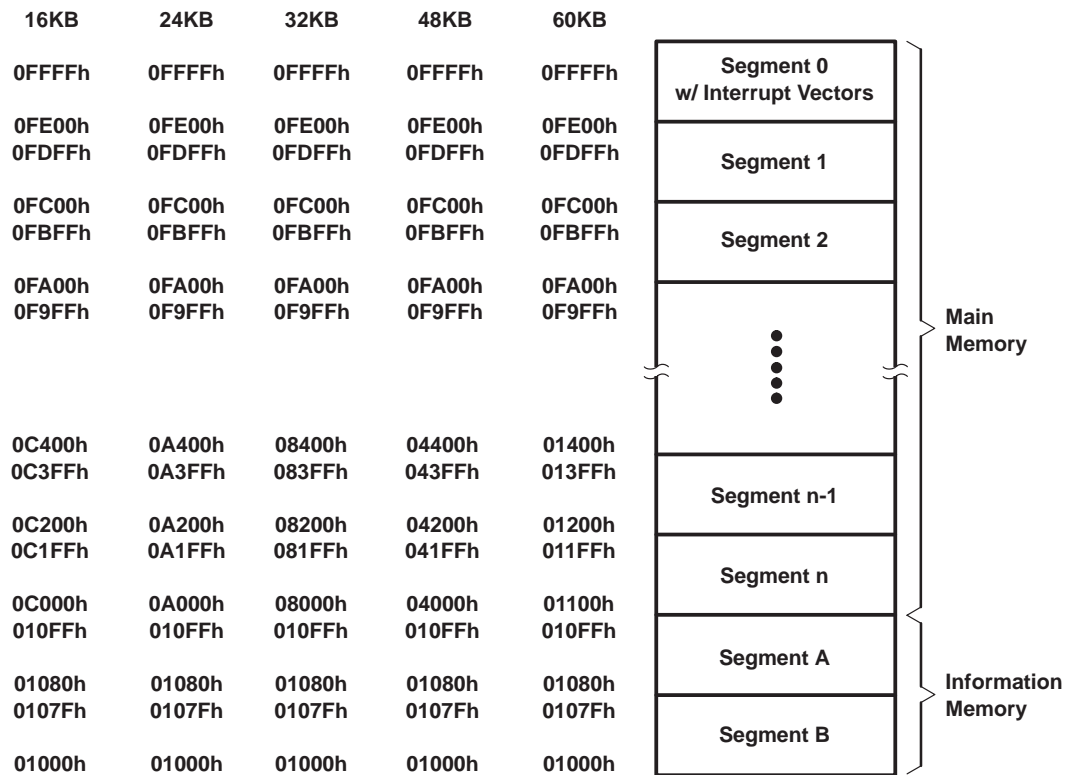 16KB 24KB 32KB 48KB 60KB
0FFFFh 0FFFFh 0FFFFh 0FFFFh 0FFFFh Segment 0
w/ Interrupt Vectors
0FE00h 0FE00h 0FE00h 0FE00h 0FE00h
0FDFFh 0FDFFh 0FDFFh 0FDFFh 0FDFFh
Segment 1
0FC00h 0FC00h 0FC00h 0FC00h 0FC00h
0FBFFh 0FBFFh 0FBFFh 0FBFFh 0FBFFh
Segment 2
0FA00h 0FA00h 0FA00h 0FA00h 0FA00h
0F9FFh 0F9FFh 0F9FFh 0F9FFh 0F9FFh
Main
Memory
0C400h 0A400h 08400h 04400h 01400h
0C3FFh 0A3FFh 083FFh 043FFh 013FFh
Segment n-1
0C200h 0A200h 08200h 04200h 01200h
0C1FFh 0A1FFh 081FFh 041FFh 011FFh
Segment n
0C000h 0A000h 08000h 04000h 01100h
010FFh 010FFh 010FFh 010FFh 010FFh
Segment A
01080h 01080h 01080h 01080h 01080h
0107Fh 0107Fh 0107Fh 0107Fh 0107Fh
Information
Memory
Segment B
01000h 01000h 01000h 01000h 01000h